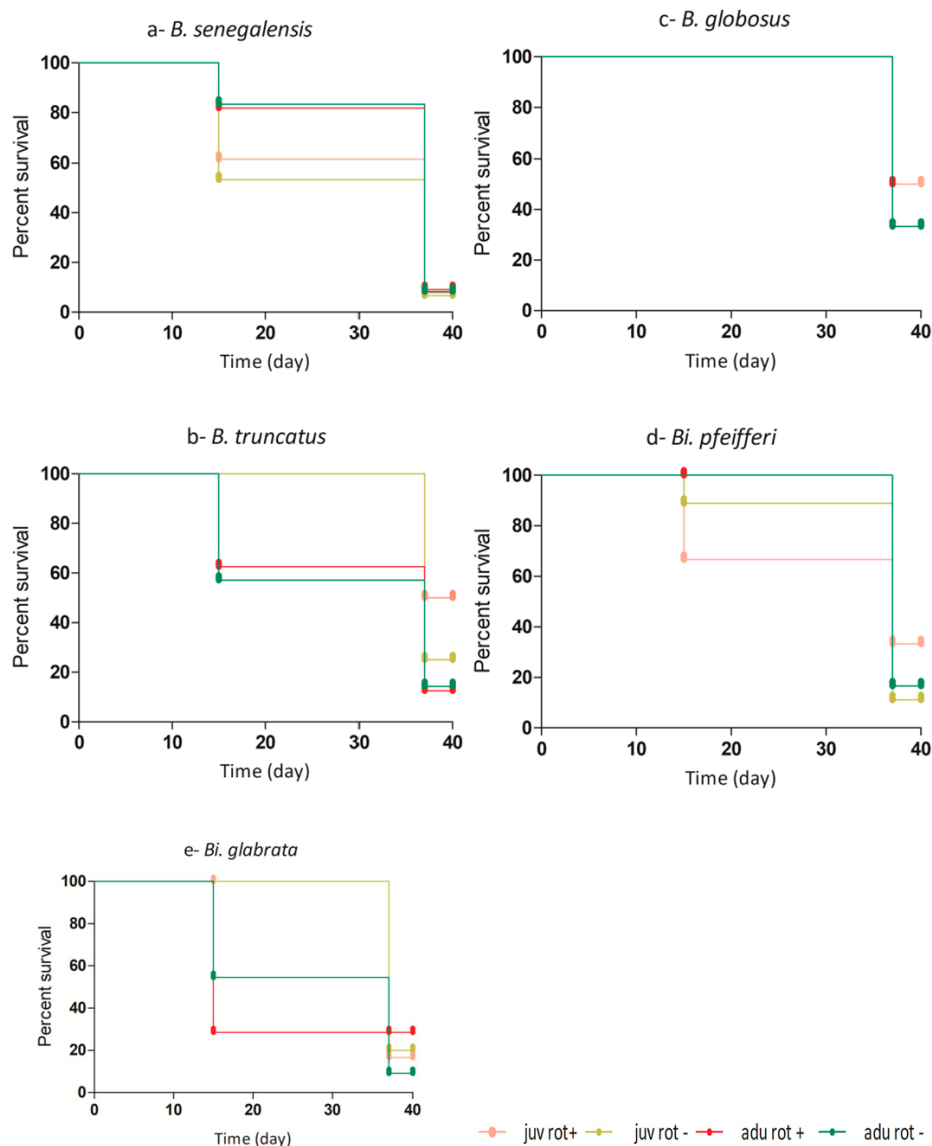 a- B. senegalensis
100
80
60
40
20
0
Percent survival
0 10 20 30 40
Time (day)
c- B. globosus
100
80
60
40
20
0
Percent survival
0 10 20 30 40
Time (day)
b- B. truncatus
100
80
60
40
20
0
Percent survival
0 10 20 30 40
Time (day)
d- Bi. pfeifferi
100
80
60
40
20
0
Percent survival
0 10 20 30 40
Time (day)
e- Bi. glabrata
100
80
60
40
20
0
Percent survival
0 10 20 30 40
Time (day)
juv rot+ juv rot - adu rot + adu rot -